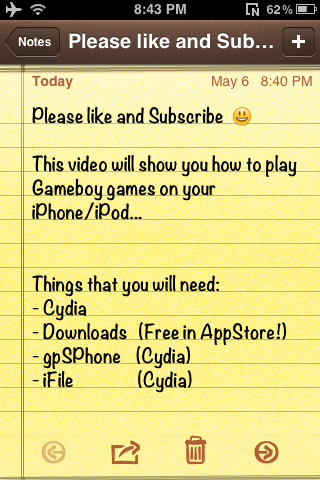 8:43 PM 62%
Notes Please like and Sub... +
Today May 6 8:40 PM
Please like and Subscribe 😃
This video will show you how to play
Gameboy games on your
iPhone/iPod...
Things that you will need:
- Cydia
- Downloads (Free in AppStore!)
- gpSPhone (Cydia)
- iFile (Cydia)